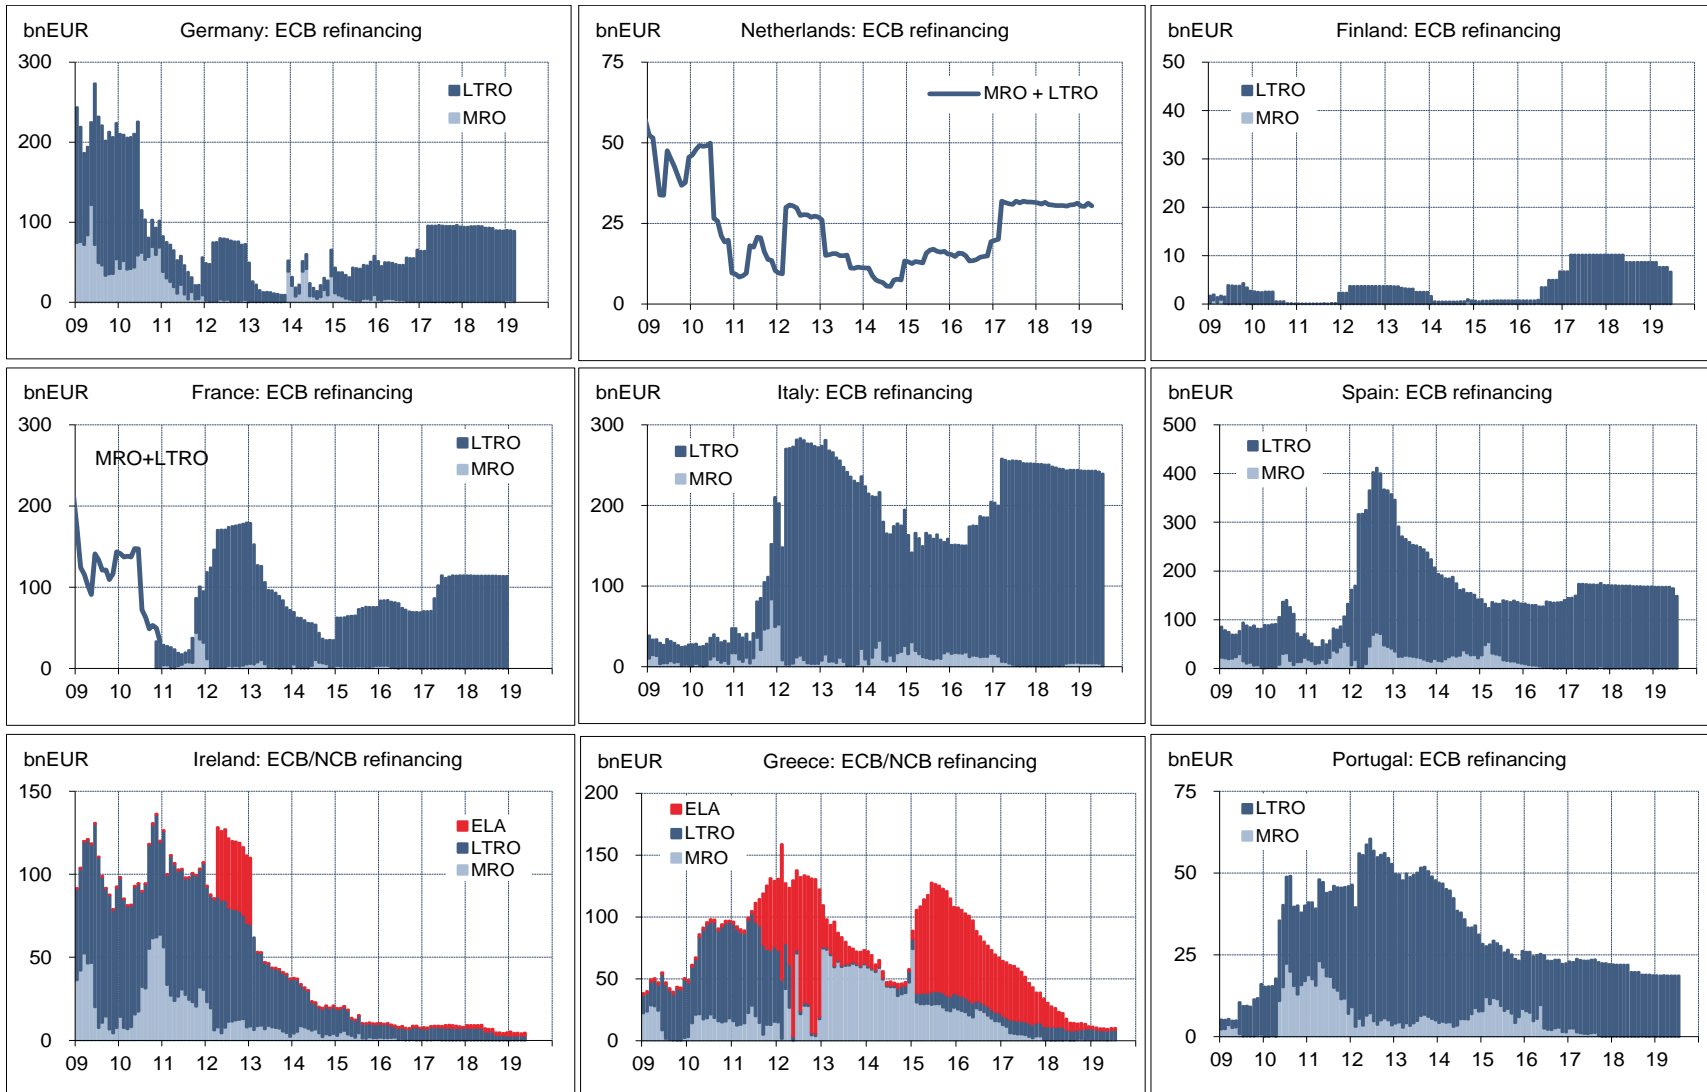 bnEUR Germany: ECB refinancing
300
LTRO
MRO
200
100
0
09 10 11 12 13 14 15 16 17 18 19
bnEUR Netherlands: ECB refinancing
75
MRO + LTRO
50
25
0
09 10 11 12 13 14 15 16 17 18 19
bnEUR Finland: ECB refinancing
50
LTRO
40
MRO
30
20
10
0
09 10 11 12 13 14 15 16 17 18 19
bnEUR France: ECB refinancing
300
LTRO
MRO+LTRO
MRO
200
100
0
09 10 11 12 13 14 15 16 17 18 19
bnEUR Italy: ECB refinancing
300
LTRO
MRO
200
100
0
09 10 11 12 13 14 15 16 17 18 19
bnEUR Spain: ECB refinancing
500
LTRO
400
MRO
300
200
100
0
09 10 11 12 13 14 15 16 17 18 19
bnEUR Ireland: ECB/NCB refinancing
150
ELA
LTRO
MRO
100
50
0
09 10 11 12 13 14 15 16 17 18 19
bnEUR Greece: ECB/NCB refinancing
200
ELA
LTRO
MRO
150
100
50
0
09 10 11 12 13 14 15 16 17 18 19
bnEUR Portugal: ECB refinancing
75
LTRO
MRO
50
25
0
09 10 11 12 13 14 15 16 17 18 19